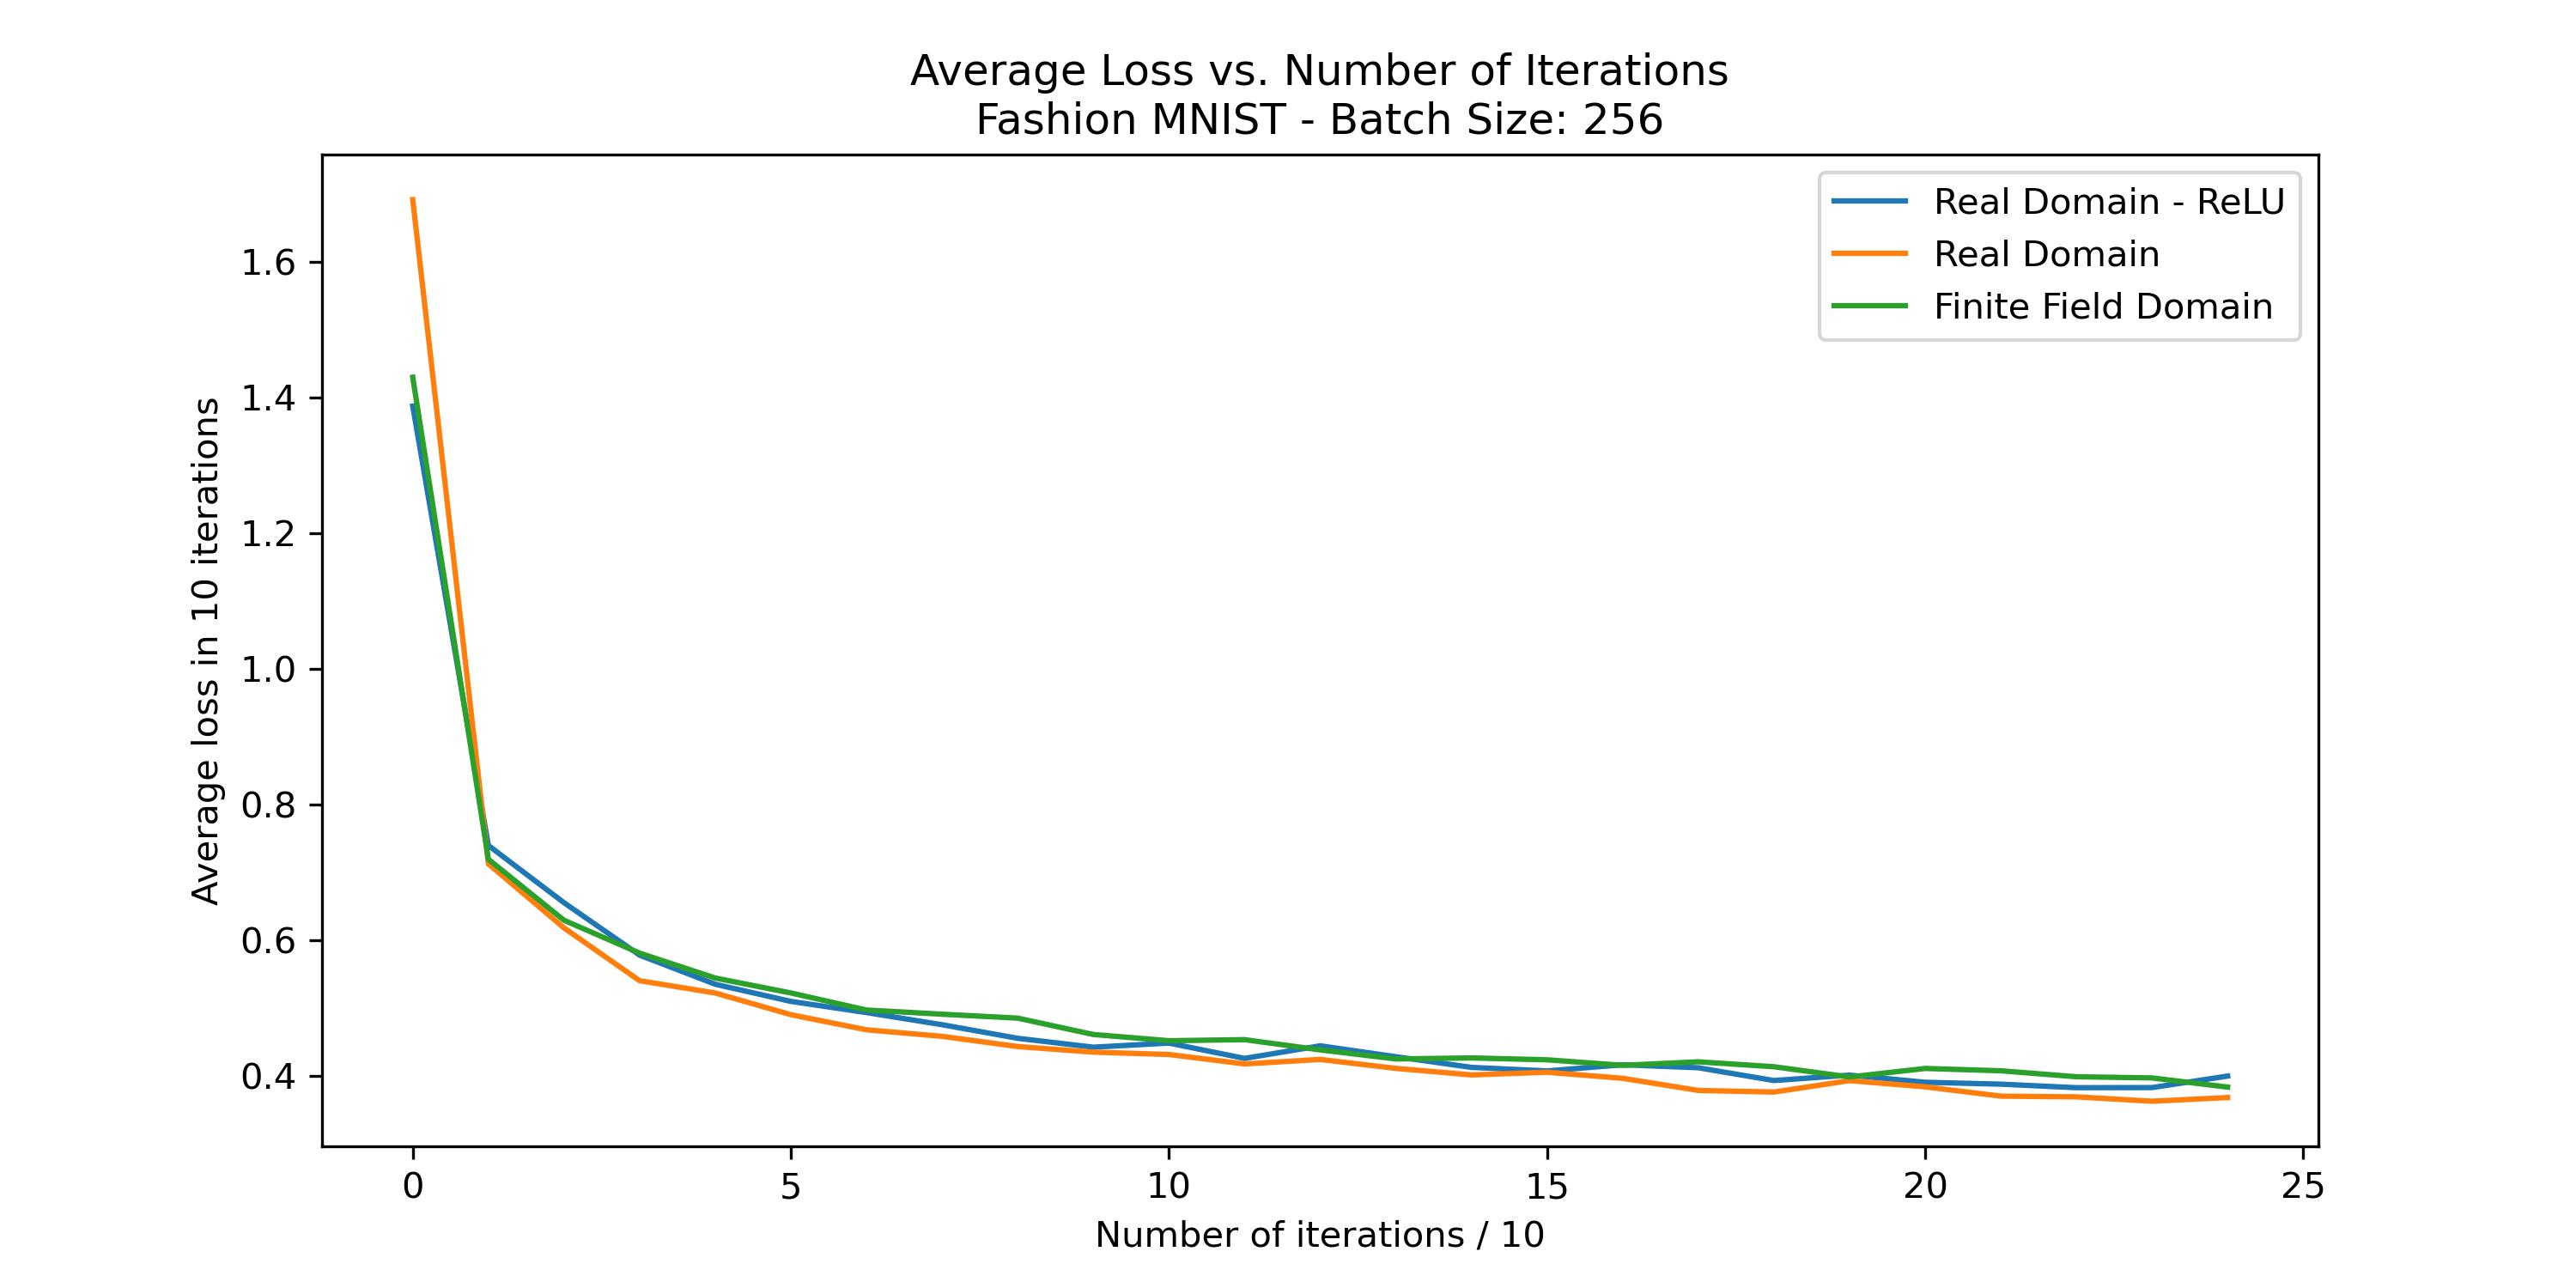 Average Loss vs. Number of Iterations
Fashion MNIST - Batch Size: 256
Real Domain - ReLU
Real Domain
Finite Field Domain
Average loss in 10 iterations
1.6
1.4
1.2
1.0
0.8
0.6
0.4
0 5 10 15 20 25
Number of iterations / 10